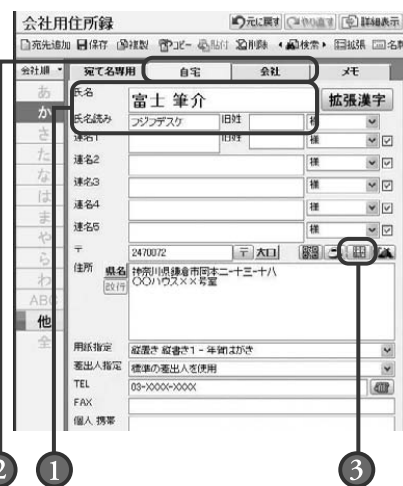 会社用住所録
元に戻す やり直す 詳細表示
宛先追加 保存 複製 コピー 貼付 削除 検索 拡張 名刺
会社順 宛て名専用 自宅 会社 メモ
あ
か
さ
た
な
は
ま
や
ら
わ
ABC
他
全
氏名 富士 筆介 拡張漢字
氏名読み フジフデスケ 旧姓 様
連名1 旧姓 様
連名2 様
連名3 様
連名4 様
連名5 様
〒 2470072 〒 大口
住所 県名 改行
神奈川県鎌倉市岡本二-十三-十八
○○ハウス××号室
用紙指定 縦置き 縦書き1 - 年賀はがき
差出人指定 標準の差出人を使用
TEL 03-XXXX-XXXX
FAX
個人 携帯
2 1 3